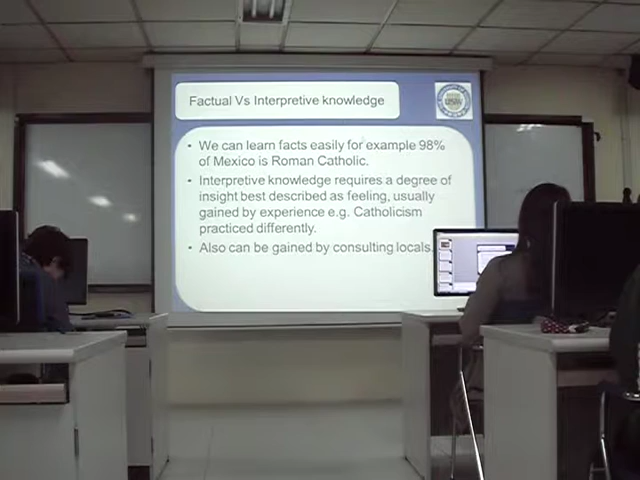 Factual Vs Interpretive knowledge
• We can learn facts easily for example 98%
of Mexico is Roman Catholic.
• Interpretive knowledge requires a degree of
insight best described as feeling, usually
gained by experience e.g. Catholicism
practiced differently.
• Also can be gained by consulting locals.